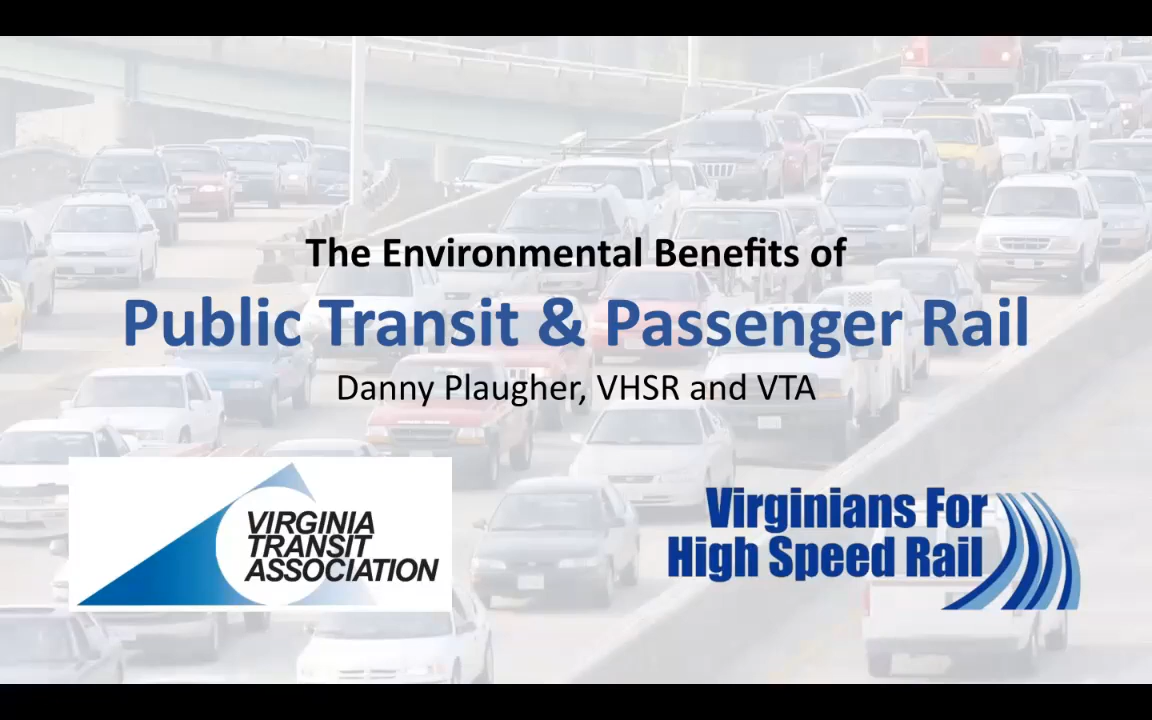 The Environmental Benefits of
Public Transit & Passenger Rail
Danny Plaugher, VHSR and VTA
VIRGINIA
TRANSIT
ASSOCIATION
Virginians For
High Speed Rail